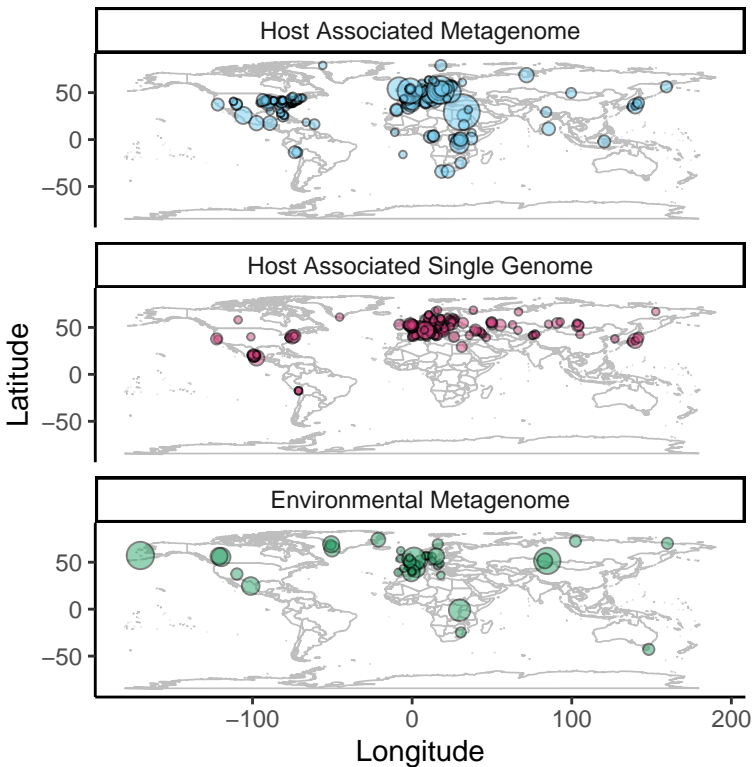 Host Associated Metagenome
50
0
−50
Host Associated Single Genome
50
0
−50
Latitude
Environmental Metagenome
50
0
−50
−100 0 100 200
Longitude